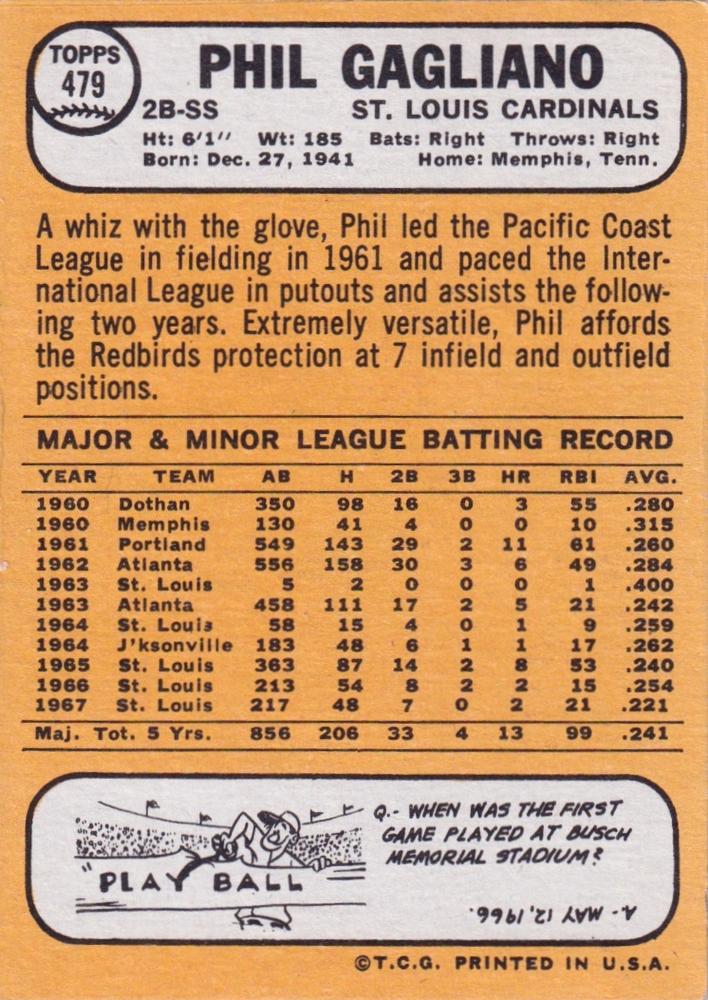 TOPPS
479
PHIL GAGLIANO
2B-SS ST. LOUIS CARDINALS
Ht: 6'1" Wt: 185 Bats: Right Throws: Right
Born: Dec. 27, 1941 Home: Memphis, Tenn.
A whiz with the glove, Phil led the Pacific Coast
League in fielding in 1961 and paced the Inter-
national League in putouts and assists the follow-
ing two years. Extremely versatile, Phil affords
the Redbirds protection at 7 infield and outfield
positions.
MAJOR & MINOR LEAGUE BATTING RECORD
YEAR TEAM AB H 2B 3B HR RBI AVG.
1960 Dothan 350 98 16 0 3 55 .280
1960 Memphis 130 41 4 0 0 10 .315
1961 Portland 549 143 29 2 11 61 .260
1962 Atlanta 556 158 30 3 6 49 .284
1963 St. Louis 5 2 0 0 0 1 .400
1963 Atlanta 458 111 17 2 5 21 .242
1964 St. Louis 58 15 4 0 1 9 .259
1964 J'ksonville 183 48 6 1 1 17 .262
1965 St. Louis 363 87 14 2 8 53 .240
1966 St. Louis 213 54 8 2 2 15 .254
1967 St. Louis 217 48 7 0 2 21 .221
Maj. Tot. 5 Yrs. 856 206 33 4 13 99 .241
"PLAY BALL
Q.- WHEN WAS THE FIRST
GAME PLAYED AT BUSCH
MEMORIAL STADIUM?
A.- MAY 12, 1966.
©T.C.G. PRINTED IN U.S.A.